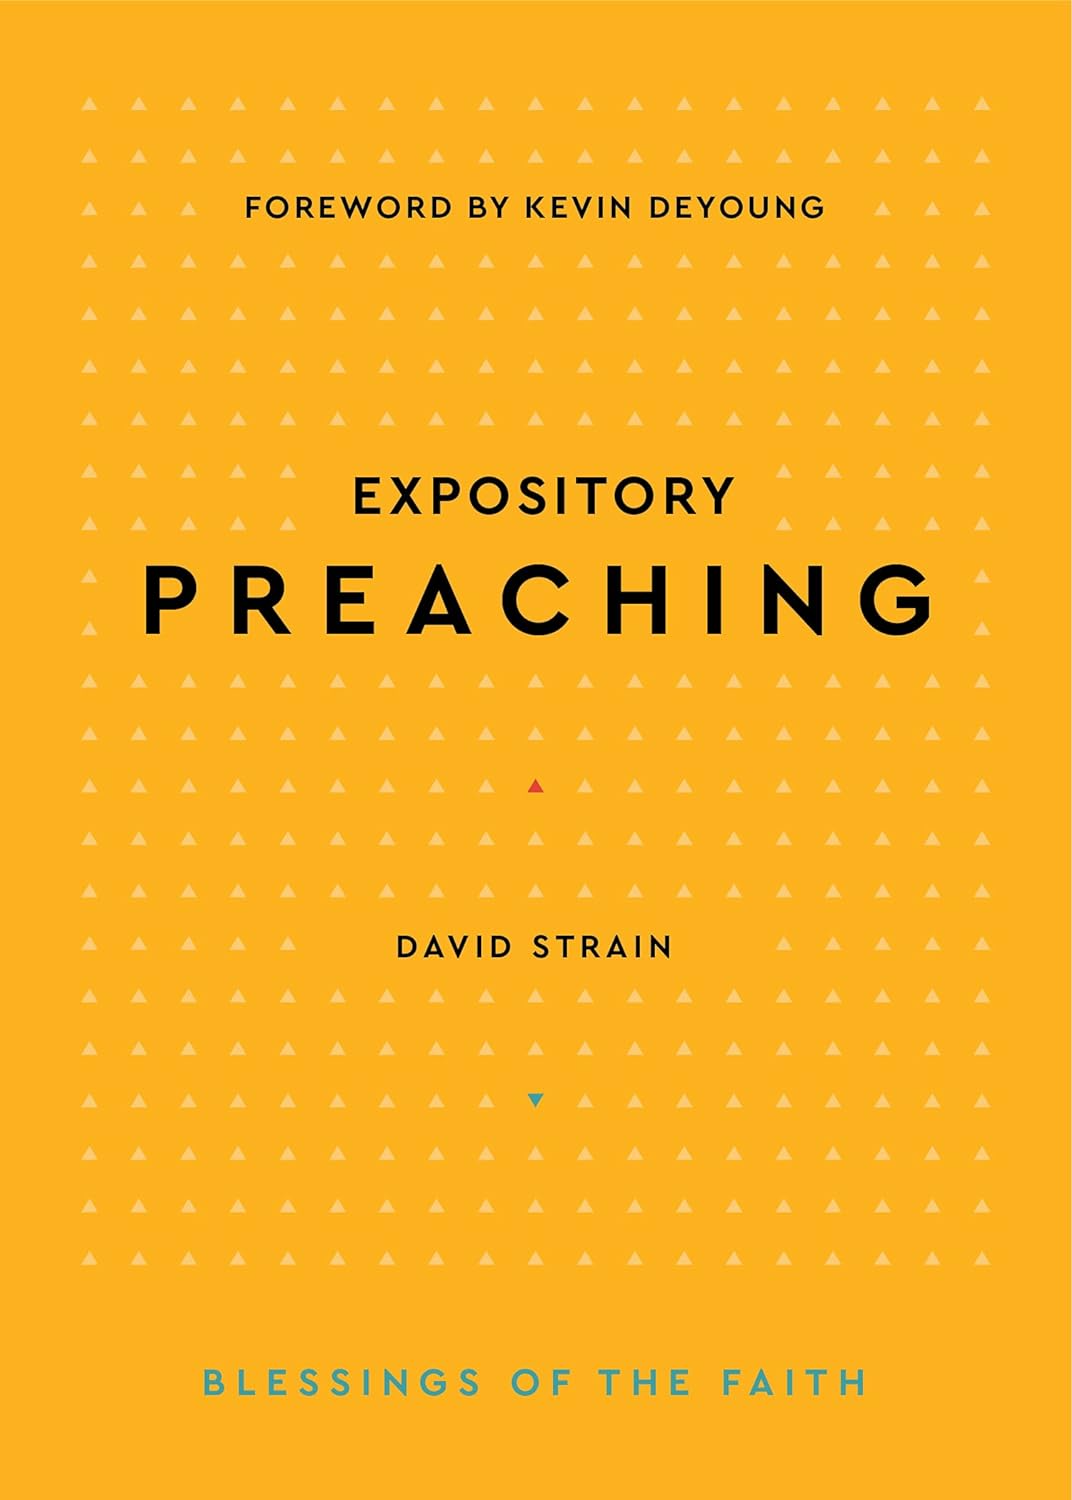 FOREWORD BY KEVIN DEYOUNG
EXPOSITORY
PREACHING
DAVID STRAIN
BLESSINGS OF THE FAITH